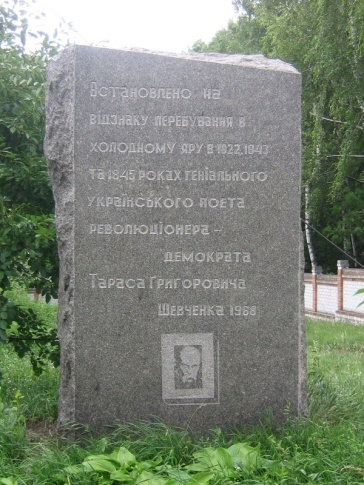 Встановлено на
відзнаку перебування в
Холодному Яру в 1822, 1843
та 1845 роках геніального
українського поета
революціонера –
демократа
Тараса Григоровича
Шевченка 1988